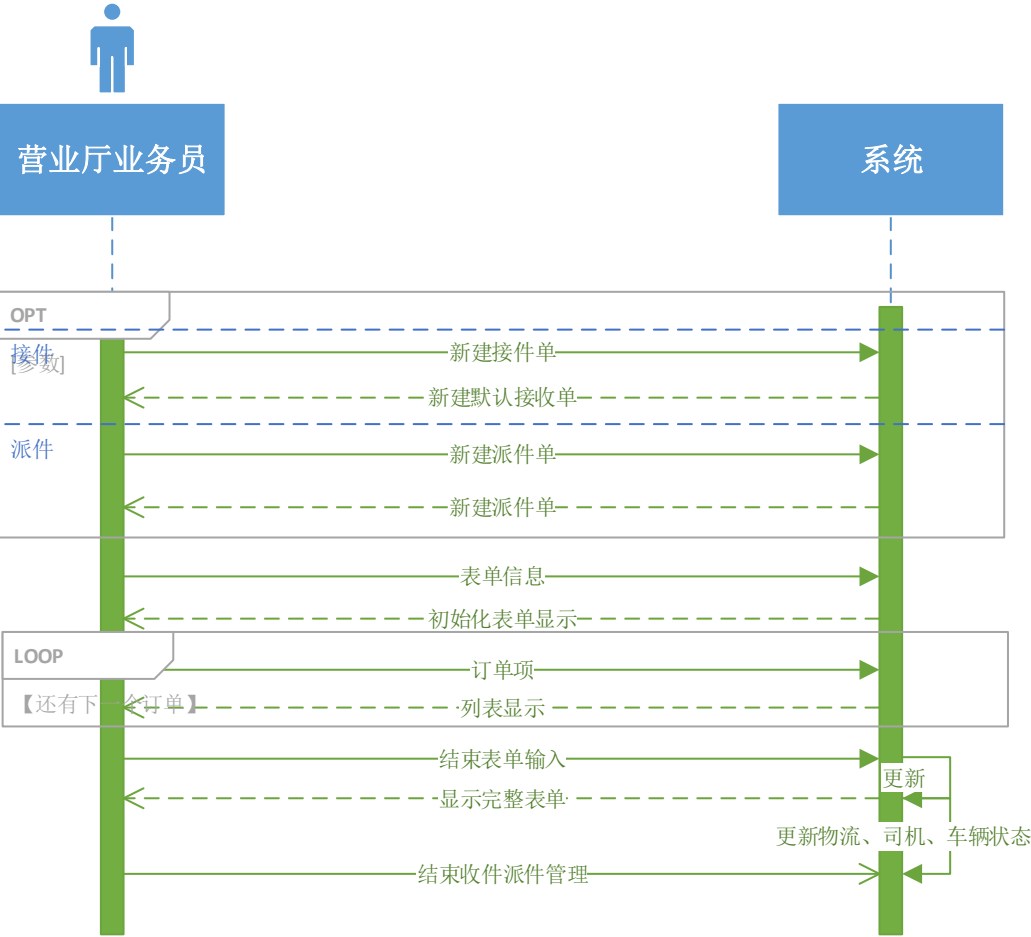 营业厅业务员
系统
OPT
接件
[参数]
新建接件单
新建默认接收单
派件
新建派件单
新建派件单
表单信息
初始化表单显示
LOOP
订单项
【还有下一个订单】
列表显示
结束表单输入
更新
显示完整表单
更新物流、司机、车辆状态
结束收件派件管理